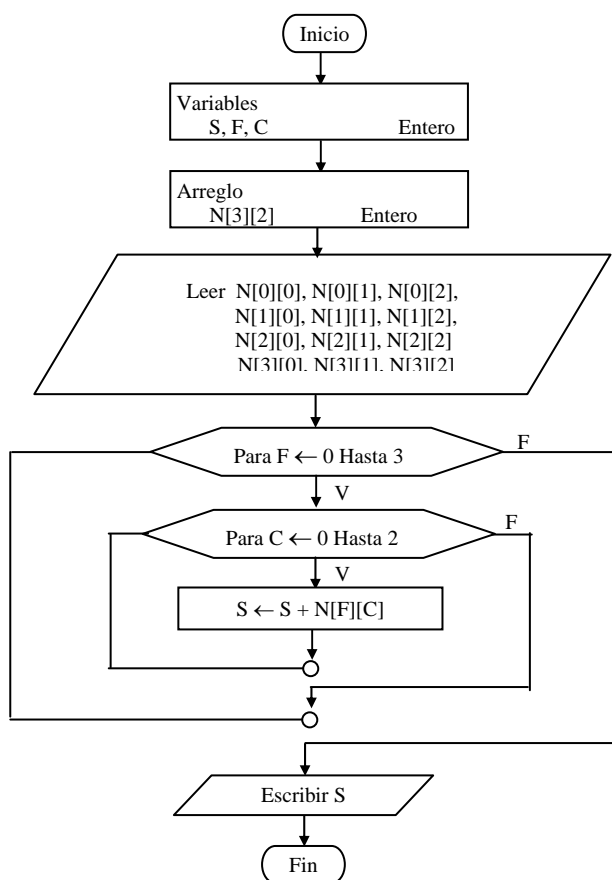 Inicio
Variables
S, F, C Entero
Arreglo
N[3][2] Entero
Leer N[0][0], N[0][1], N[0][2],
N[1][0], N[1][1], N[1][2],
N[2][0], N[2][1], N[2][2]
N[3][0], N[3][1], N[3][2]
Para F ← 0 Hasta 3
F
V
Para C ← 0 Hasta 2
F
V
S ← S + N[F][C]
Escribir S
Fin